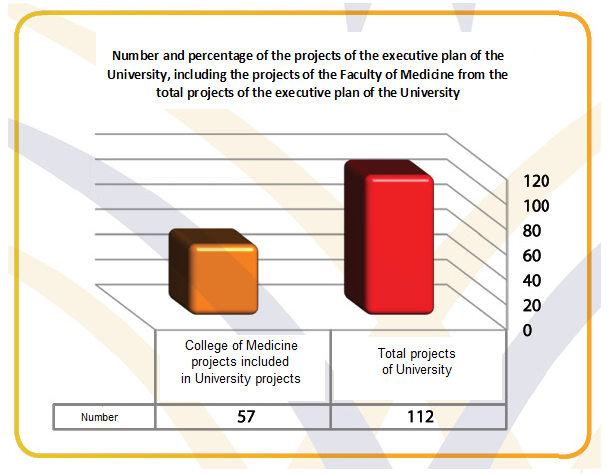 Number and percentage of the projects of the executive plan of the
University, including the projects of the Faculty of Medicine from the
total projects of the executive plan of the University
120
100
80
60
40
20
0
College of Medicine
projects included
in University projects
Total projects
of University
Number 57 112